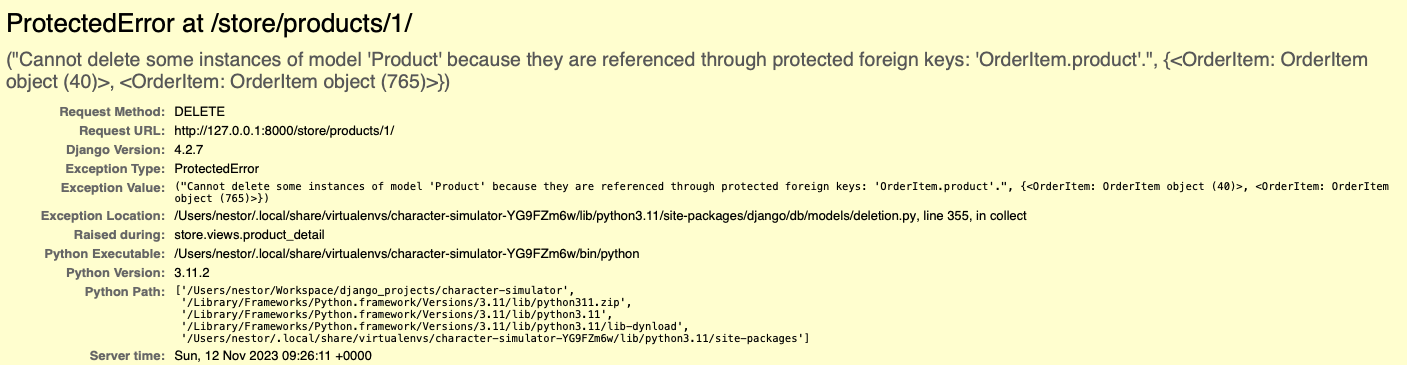 ProtectedError at /store/products/1/
("Cannot delete some instances of model 'Product' because they are referenced through protected foreign keys: 'OrderItem.product'.", {<OrderItem: OrderItem
object (40)>, <OrderItem: OrderItem object (765)>})
Request Method: DELETE
Request URL: http://127.0.0.1:8000/store/products/1/
Django Version: 4.2.7
Exception Type: ProtectedError
Exception Value: ("Cannot delete some instances of model 'Product' because they are referenced through protected foreign keys: 'OrderItem.product'.", {<OrderItem: OrderItem object (40)>, <OrderItem: OrderItem
object (765)>})
Exception Location: /Users/nestor/.local/share/virtualenvs/character-simulator-YG9FZm6w/lib/python3.11/site-packages/django/db/models/deletion.py, line 355, in collect
Raised during: store.views.product_detail
Python Executable: /Users/nestor/.local/share/virtualenvs/character-simulator-YG9FZm6w/bin/python
Python Version: 3.11.2
Python Path: ['/Users/nestor/Workspace/django_projects/character-simulator',
'/Library/Frameworks/Python.framework/Versions/3.11/lib/python311.zip',
'/Library/Frameworks/Python.framework/Versions/3.11/lib/python3.11',
'/Library/Frameworks/Python.framework/Versions/3.11/lib/python3.11/lib-dynload',
'/Users/nestor/.local/share/virtualenvs/character-simulator-YG9FZm6w/lib/python3.11/site-packages']
Server time: Sun, 12 Nov 2023 09:26:11 +0000